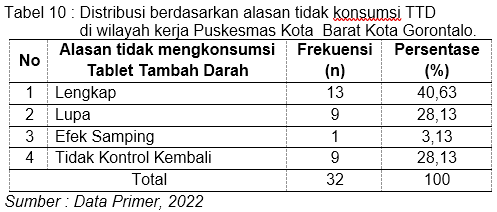 Tabel 10 : Distribusi berdasarkan alasan tidak konsumsi TTD
di wilayah kerja Puskesmas Kota Barat Kota Gorontalo.
No Alasan tidak mengkonsumsi Tablet Tambah Darah Frekuensi (n) Persentase (%)
1 Lengkap 13 40,63
2 Lupa 9 28,13
3 Efek Samping 1 3,13
4 Tidak Kontrol Kembali 9 28,13
Total 32 100
Sumber : Data Primer, 2022